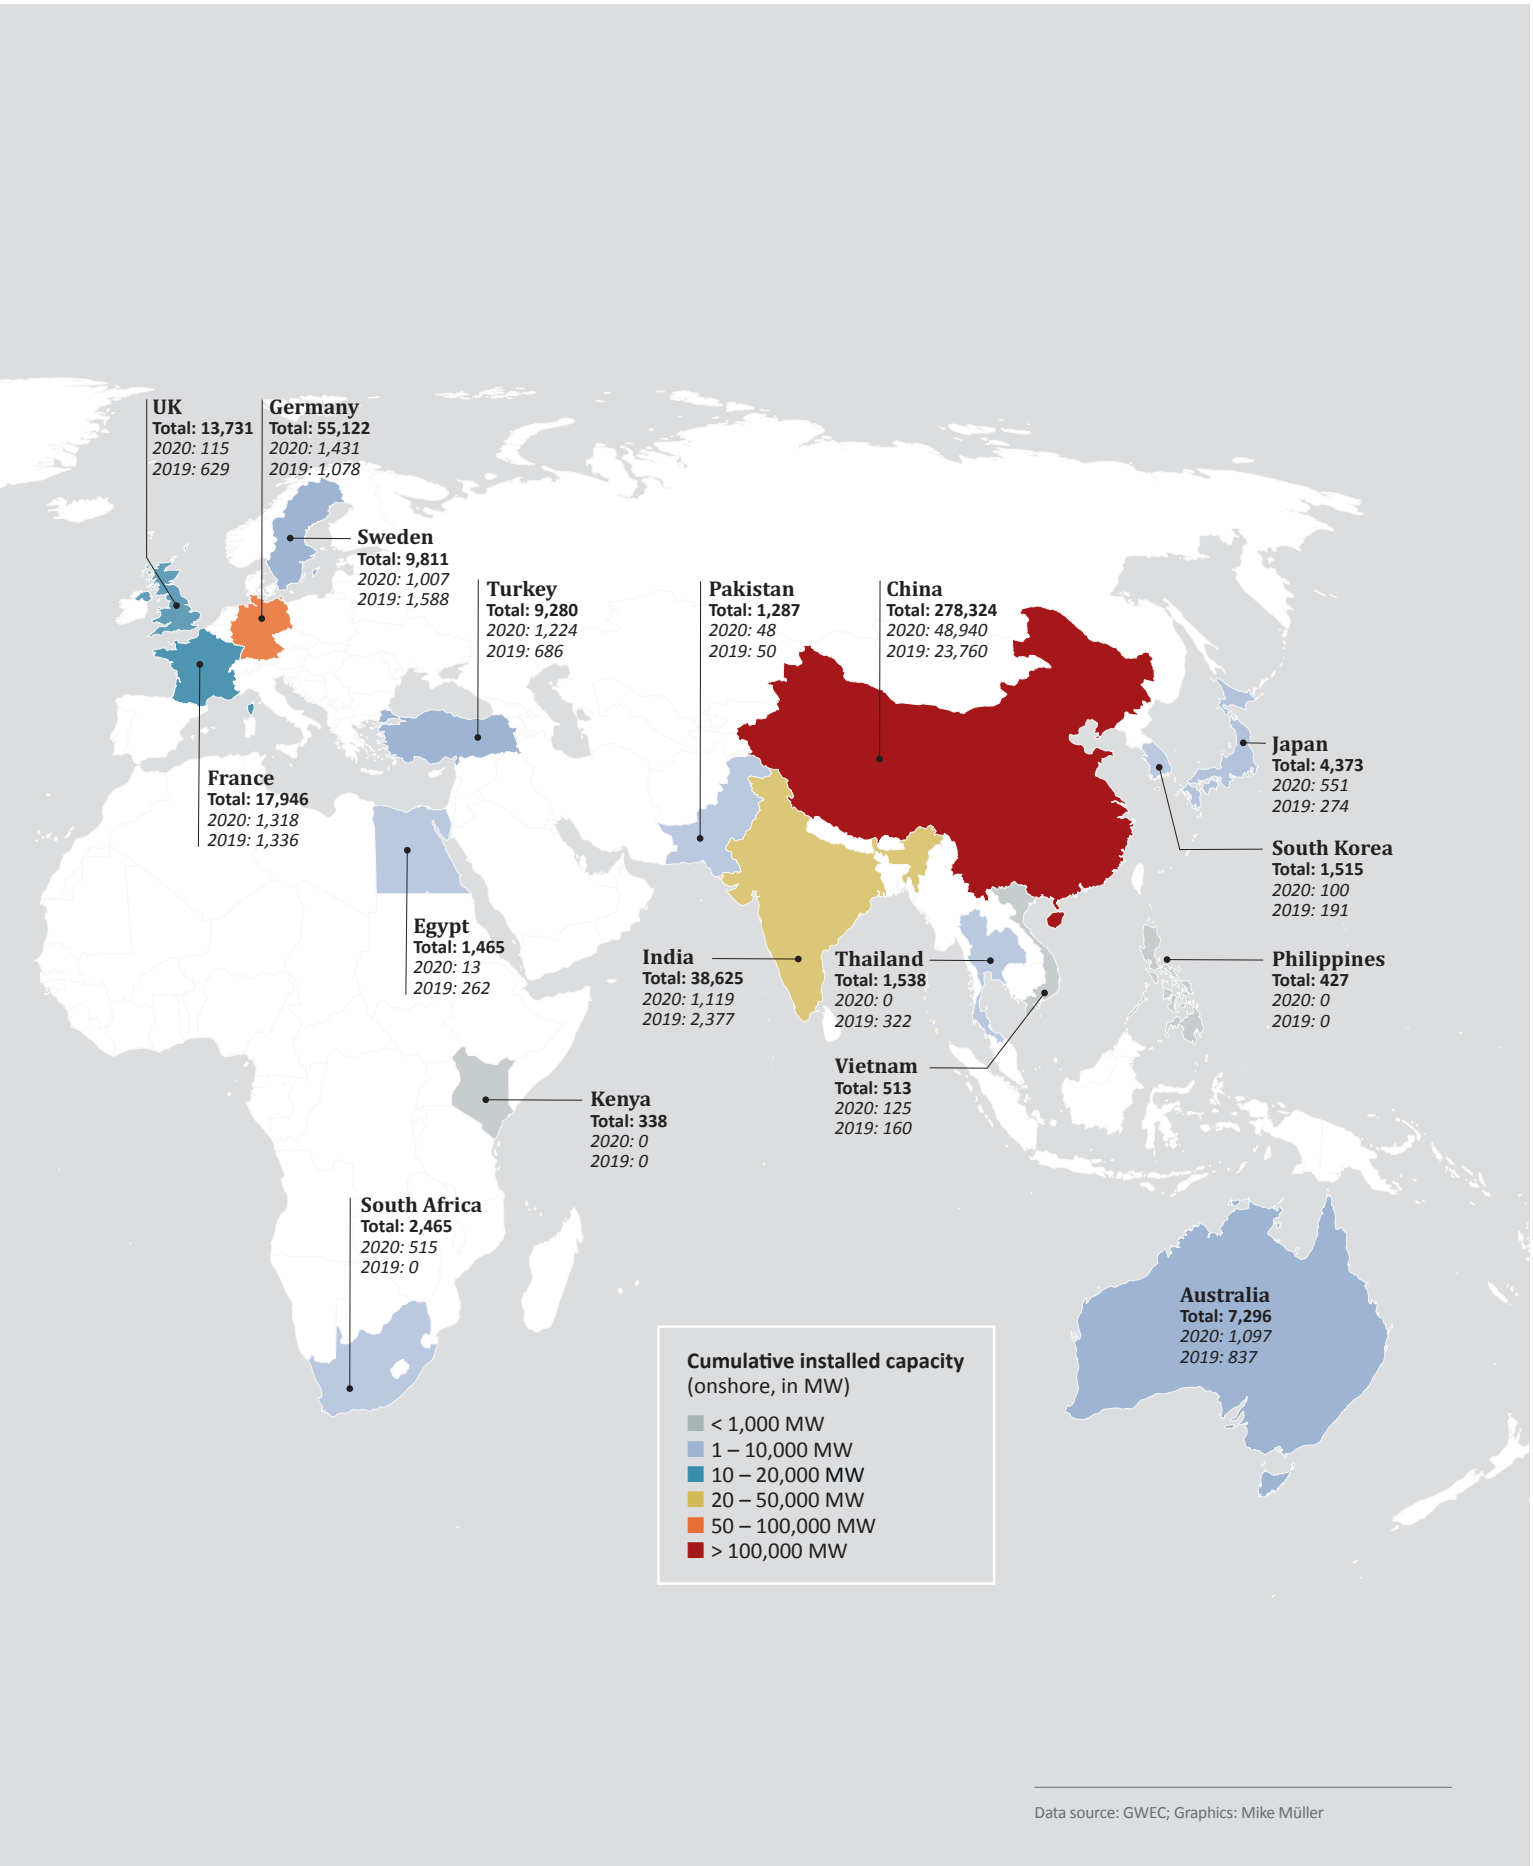 UK
Total: 13,731
2020: 115
2019: 629
Germany
Total: 55,122
2020: 1,431
2019: 1,078
Sweden
Total: 9,811
2020: 1,007
2019: 1,588
Turkey
Total: 9,280
2020: 1,224
2019: 686
Pakistan
Total: 1,287
2020: 48
2019: 50
China
Total: 278,324
2020: 48,940
2019: 23,760
Japan
Total: 4,373
2020: 551
2019: 274
France
Total: 17,946
2020: 1,318
2019: 1,336
South Korea
Total: 1,515
2020: 100
2019: 191
Egypt
Total: 1,465
2020: 13
2019: 262
India
Total: 38,625
2020: 1,119
2019: 2,377
Thailand
Total: 1,538
2020: 0
2019: 322
Philippines
Total: 427
2020: 0
2019: 0
Vietnam
Total: 513
2020: 125
2019: 160
Kenya
Total: 338
2020: 0
2019: 0
South Africa
Total: 2,465
2020: 515
2019: 0
Australia
Total: 7,296
2020: 1,097
2019: 837
Cumulative installed capacity
(onshore, in MW)
< 1,000 MW
1 – 10,000 MW
10 – 20,000 MW
20 – 50,000 MW
50 – 100,000 MW
> 100,000 MW
Data source: GWEC; Graphics: Mike Müller